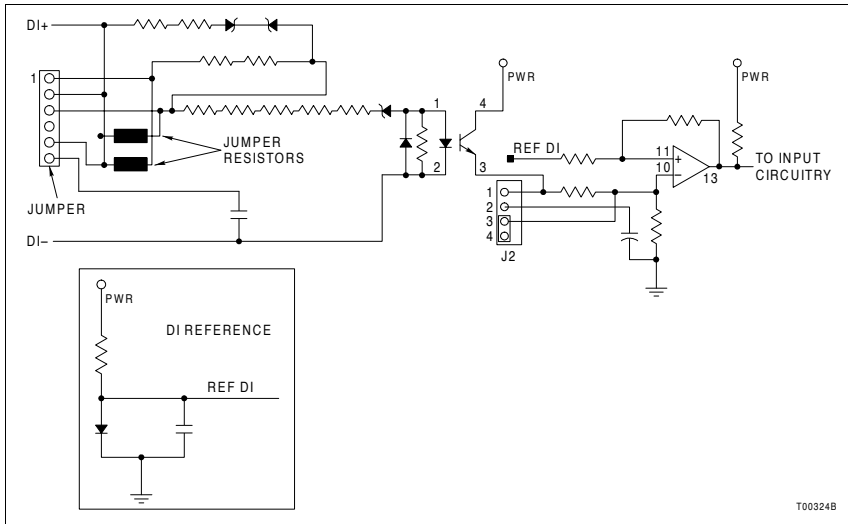 DI+
1
PWR
PWR
1
4
JUMPER
RESISTORS
REF DI
11
+
10
−
13
TO INPUT
CIRCUITRY
2
3
1
2
3
4
J2
JUMPER
DI−
PWR
DI REFERENCE
REF DI
T00324B